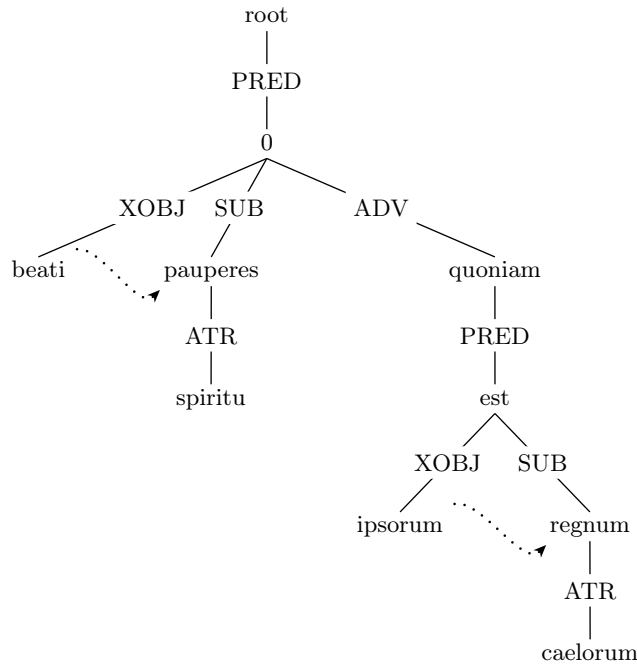 root
PRED
0
XOBJ SUB ADV
beati pauperes quoniam
ATR PRED
spiritu est
XOBJ SUB
ipsorum regnum
ATR
caelorum